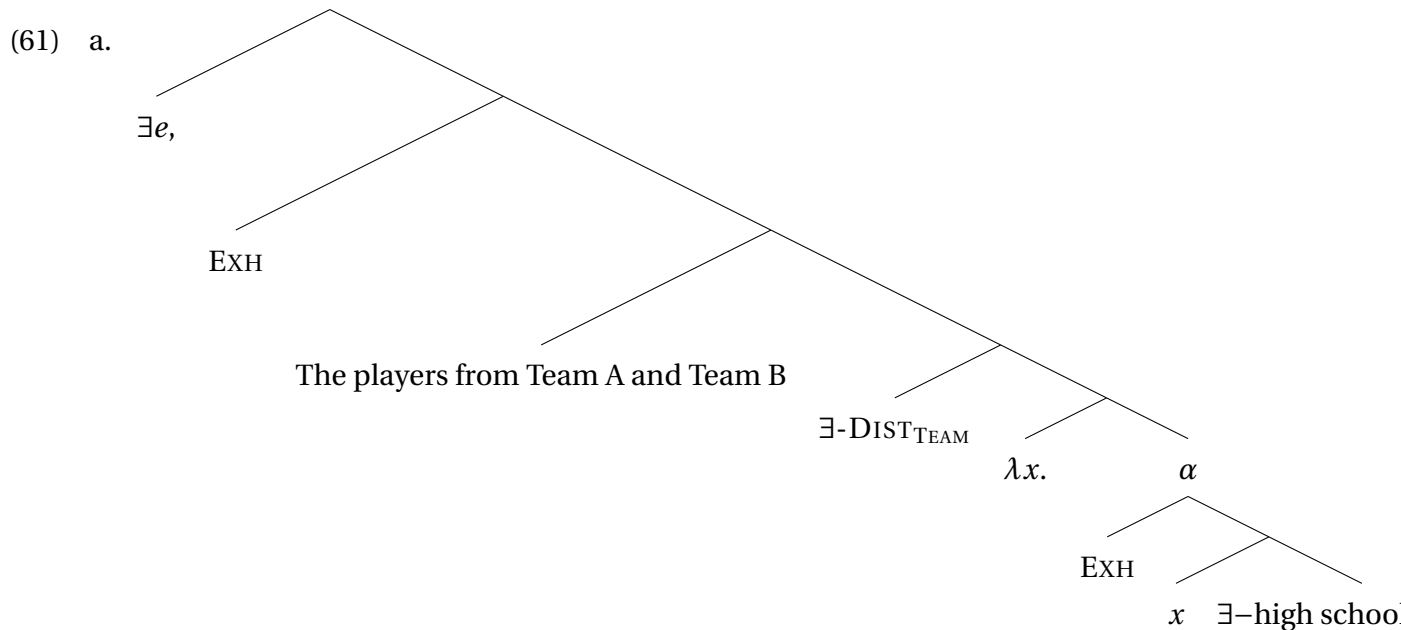 (61) a.
∃e,
EXH
The players from Team A and Team B
∃-DISTTEAM
λx. α
EXH
x ∃–high school